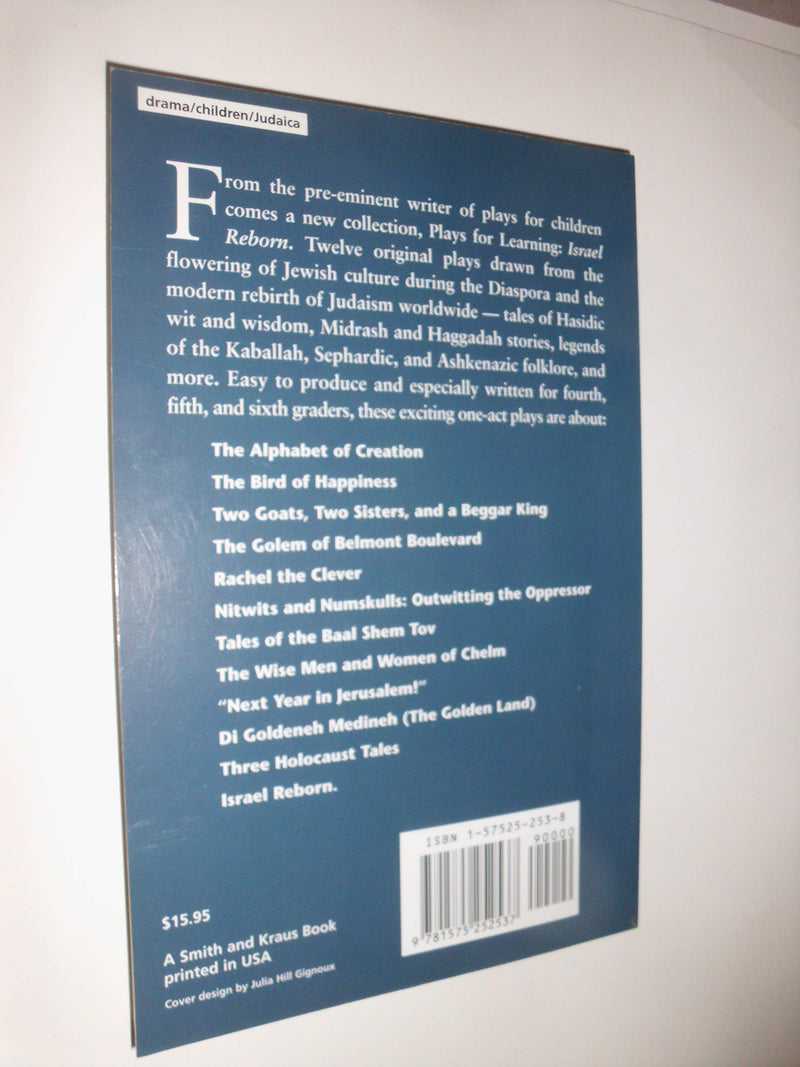 drama/children/Judaica
From the pre-eminent writer of plays for children
comes a new collection, Plays for Learning: Israel
Reborn. Twelve original plays drawn from the
flowering of Jewish culture during the Diaspora and the
modern rebirth of Judaism worldwide — tales of Hasidic
wit and wisdom, Midrash and Haggadah stories, legends
of the Kaballah, Sephardic, and Ashkenazic folklore, and
more. Easy to produce and especially written for fourth,
fifth, and sixth graders, these exciting one-act plays are about:
The Alphabet of Creation
The Bird of Happiness
Two Goats, Two Sisters, and a Beggar King
The Golem of Belmont Boulevard
Rachel the Clever
Nitwits and Numskulls: Outwitting the Oppressor
Tales of the Baal Shem Tov
The Wise Men and Women of Chelm
“Next Year in Jerusalem!”
Di Goldeneh Medineh (The Golden Land)
Three Holocaust Tales
Israel Reborn.
ISBN 1-57525-253-8
90000
9 781575 252537
$15.95
A Smith and Kraus Book
printed in USA
Cover design by Julia Hill Gignoux